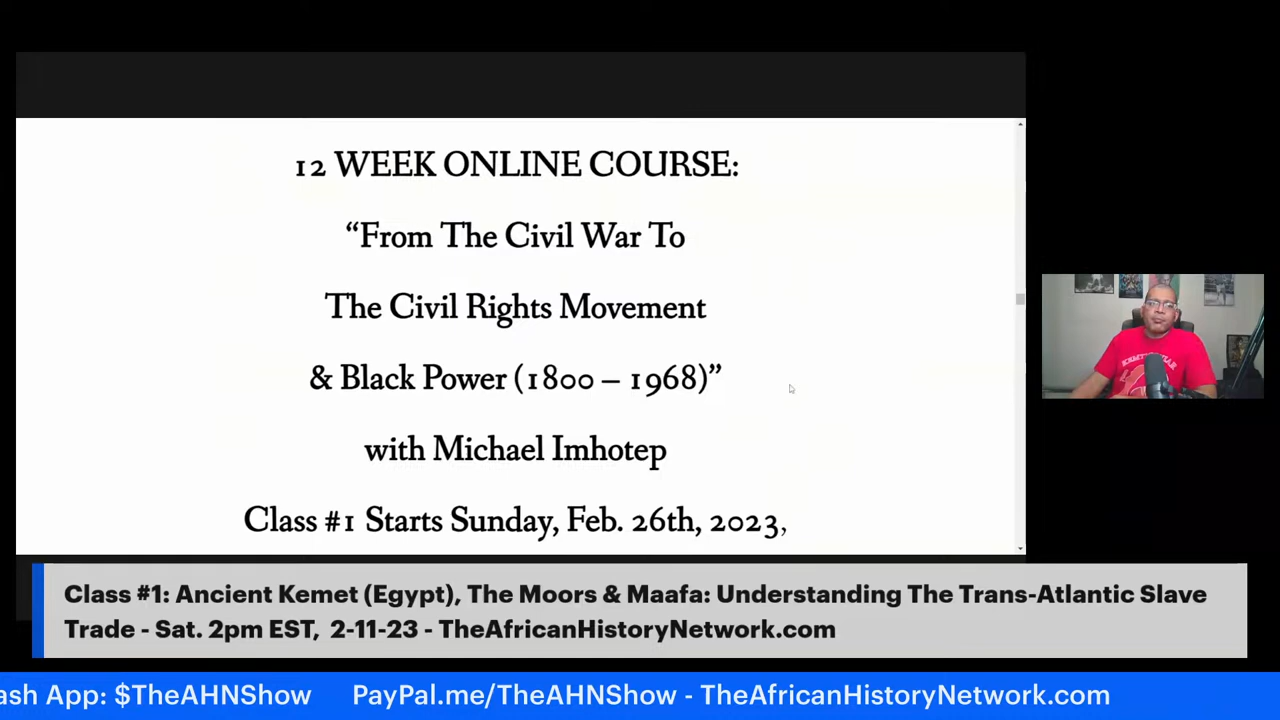 12 WEEK ONLINE COURSE:
“From The Civil War To
The Civil Rights Movement
& Black Power (1800 – 1968)”
with Michael Imhotep
Class #1 Starts Sunday, Feb. 26th, 2023,
Class #1: Ancient Kemet (Egypt), The Moors & Maafa: Understanding The Trans-Atlantic Slave
Trade - Sat. 2pm EST, 2-11-23 - TheAfricanHistoryNetwork.com
ash App: $TheAHNShow PayPal.me/TheAHNShow - TheAfricanHistoryNetwork.com